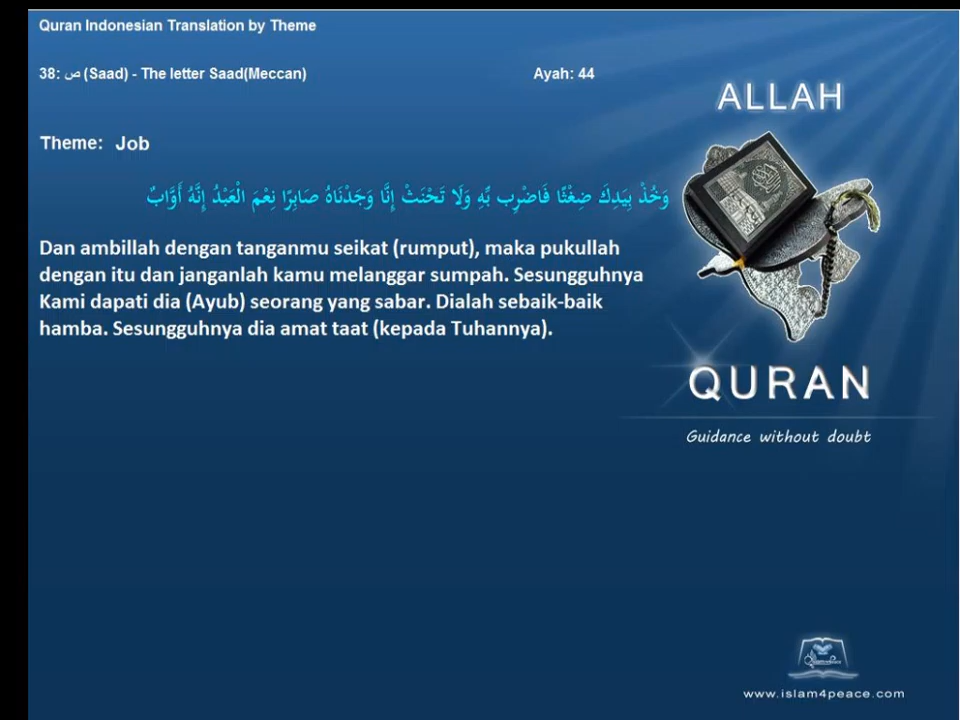 Quran Indonesian Translation by Theme
38: ص (Saad) - The letter Saad(Meccan)
Ayah: 44
Theme: Job
وَخُذْ بِيَدِكَ ضِغْثًا فَاضْرِب بِّهِ وَلَا تَحْنَثْ إِنَّا وَجَدْنَاهُ صَابِرًا نِعْمَ الْعَبْدُ إِنَّهُ أَوَّابٌ
Dan ambillah dengan tanganmu seikat (rumput), maka pukullah
dengan itu dan janganlah kamu melanggar sumpah. Sesungguhnya
Kami dapati dia (Ayub) seorang yang sabar. Dialah sebaik-baik
hamba. Sesungguhnya dia amat taat (kepada Tuhannya).
ALLAH
QURAN
Guidance without doubt
www.islam4peace.com